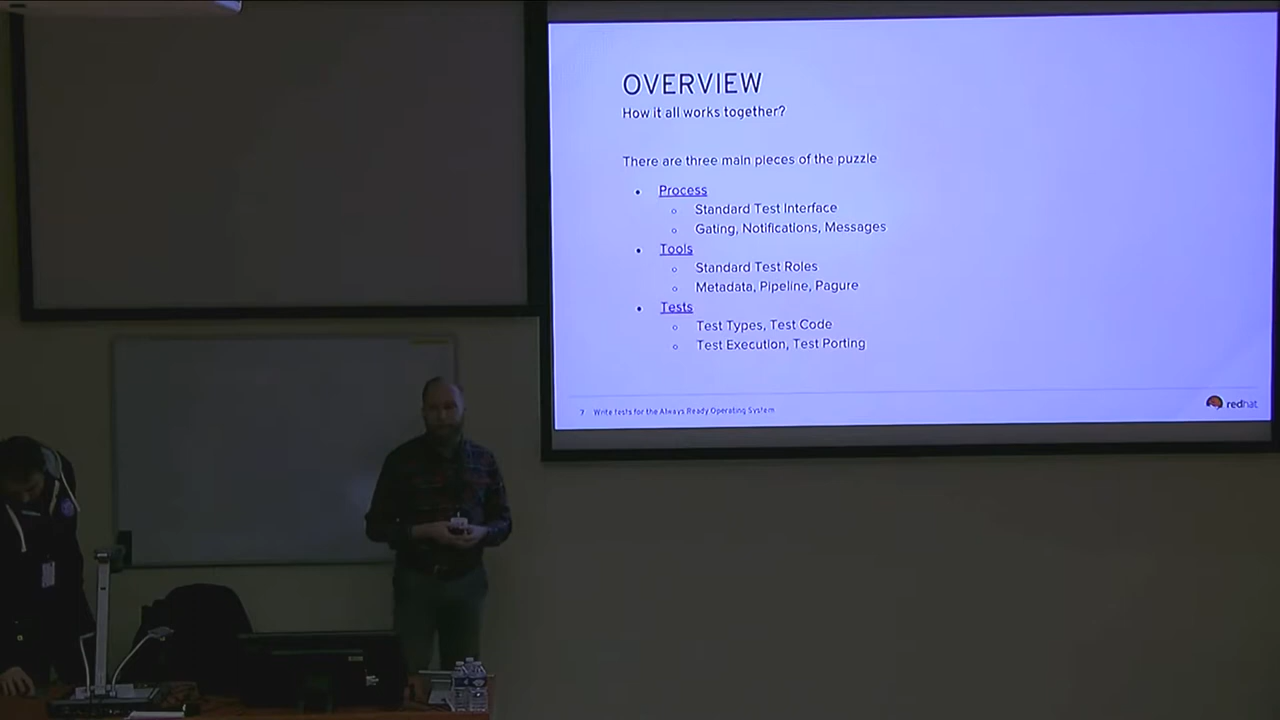 OVERVIEW
How it all works together?
There are three main pieces of the puzzle
• Process
○ Standard Test Interface
○ Gating, Notifications, Messages
• Tools
○ Standard Test Roles
○ Metadata, Pipeline, Pagure
• Tests
○ Test Types, Test Code
○ Test Execution, Test Porting
7 Write tests for the Always Ready Operating System
redhat